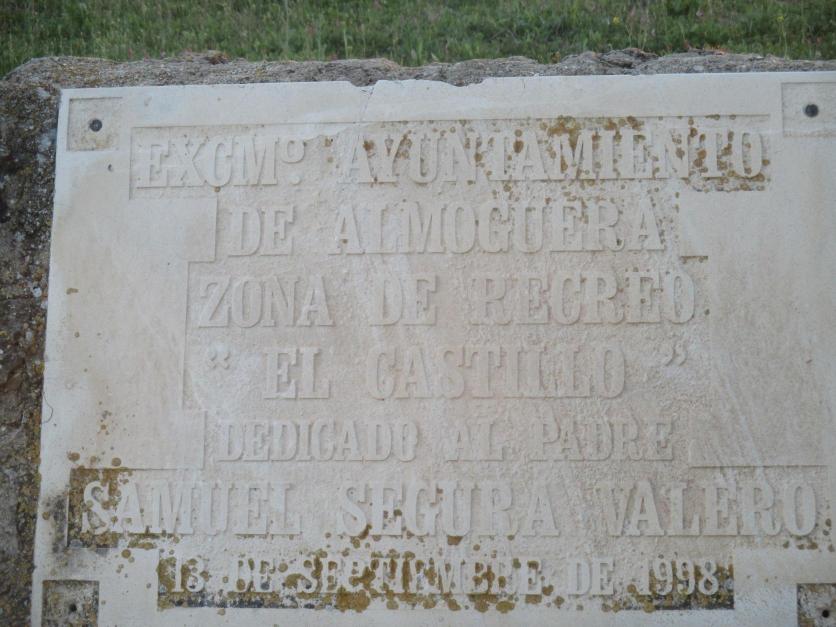 EXCMº. AYUNTAMIENTO
DE ALMOGUERA
ZONA DE RECREO
“ EL CASTILLO ”
DEDICADO AL PADRE
SAMUEL SEGURA VALERO
13 DE SEPTIEMBRE DE 1998